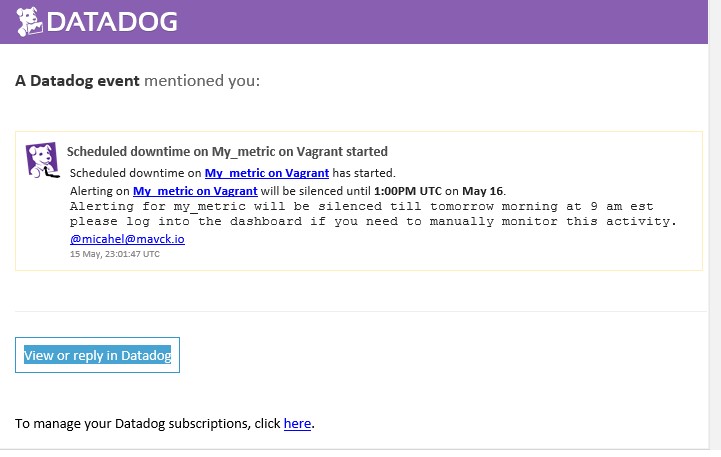 DATADOG
A Datadog event mentioned you:
Scheduled downtime on My_metric on Vagrant started
Scheduled downtime on My_metric on Vagrant has started.
Alerting on My_metric on Vagrant will be silenced until 1:00PM UTC on May 16.
Alerting for my_metric will be silenced till tomorrow morning at 9 am est
please log into the dashboard if you need to manually monitor this activity.
@micahel@mavck.io
15 May, 23:01:47 UTC
View or reply in Datadog
To manage your Datadog subscriptions, click here.